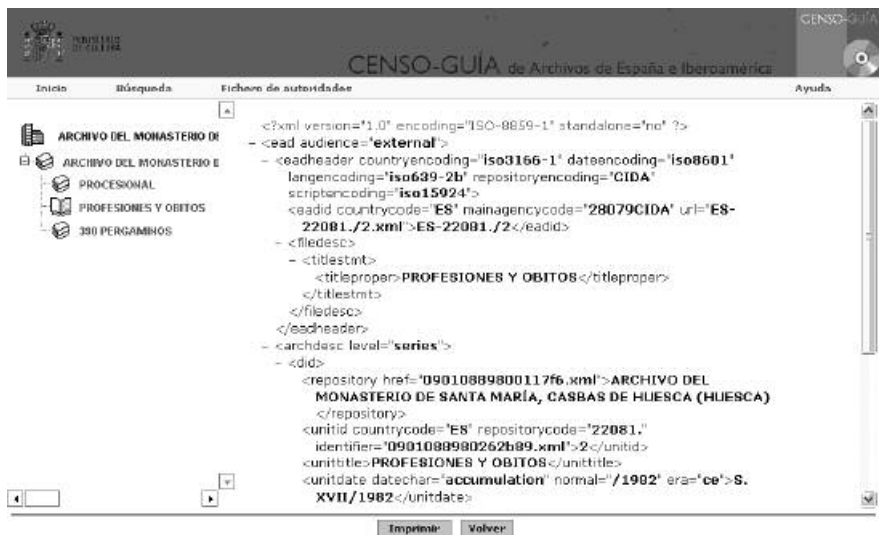 MINISTERIO
DE CULTURA
CENSO-GUÍA
CENSO-GUÍA de Archivos de España e Iberoamérica
Inicio Búsqueda Fichero de autoridades Ayuda
ARCHIVO DEL MONASTERIO DE
ARCHIVO DEL MONASTERIO E
PROCESIONAL
PROFESIONES Y OBITOS
390 PERGAMINOS
<?xml version="1.0" encoding="ISO-8859-1" standalone="no" ?>
- <ead audience="external">
- <eadheader countryencoding="iso3166-1" dateencoding="iso8601"
langencoding="iso639-2b" repositoryencoding="CIDA"
scriptencoding="iso15924">
<eadid countrycode="ES" mainagencycode="28079CIDA" url="ES-
22081./2.xml">ES-22081./2</eadid>
- <filedesc>
- <titlestmt>
<titleproper>PROFESIONES Y OBITOS</titleproper>
</titlestmt>
</filedesc>
</eadheader>
- <archdesc level="series">
- <did>
<repository href="09010889800117f6.xml">ARCHIVO DEL
MONASTERIO DE SANTA MARÍA, CASBAS DE HUESCA (HUESCA)
</repository>
<unitid countrycode="ES" repositorycode="22081."
identifier="0901088980262b89.xml">2</unitid>
<unittitle>PROFESIONES Y OBITOS</unittitle>
<unitdate datechar="accumulation" normal="/1982" era="ce">S.
XVII/1982</unitdate>
Imprimir Volver